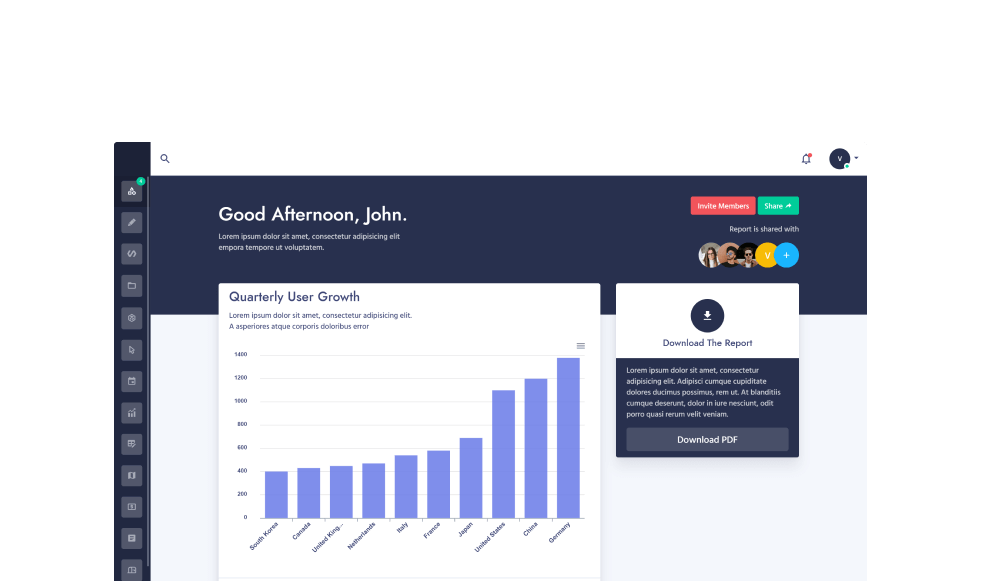 V
Good Afternoon, John.
Lorem ipsum dolor sit amet, consectetur adipisicing elit
empora tempore ut voluptatem.
Invite Members
Share
Report is shared with
V
+
Quarterly User Growth
Lorem ipsum dolor sit amet, consectetur adipisicing elit.
A asperiores atque corporis doloribus error
1400
1200
1000
800
600
400
200
0
South Korea
Canada
United King...
Netherlands
Italy
France
Japan
United States
China
Germany
Download The Report
Lorem ipsum dolor sit amet, consectetur
adipisicing elit. Adipisci cumque cupiditate
dolores ducimus possimus, rem ut. At blanditiis
cumque deserunt, dolor in iure nesciunt, odit
porro quasi rerum velit veniam.
Download PDF